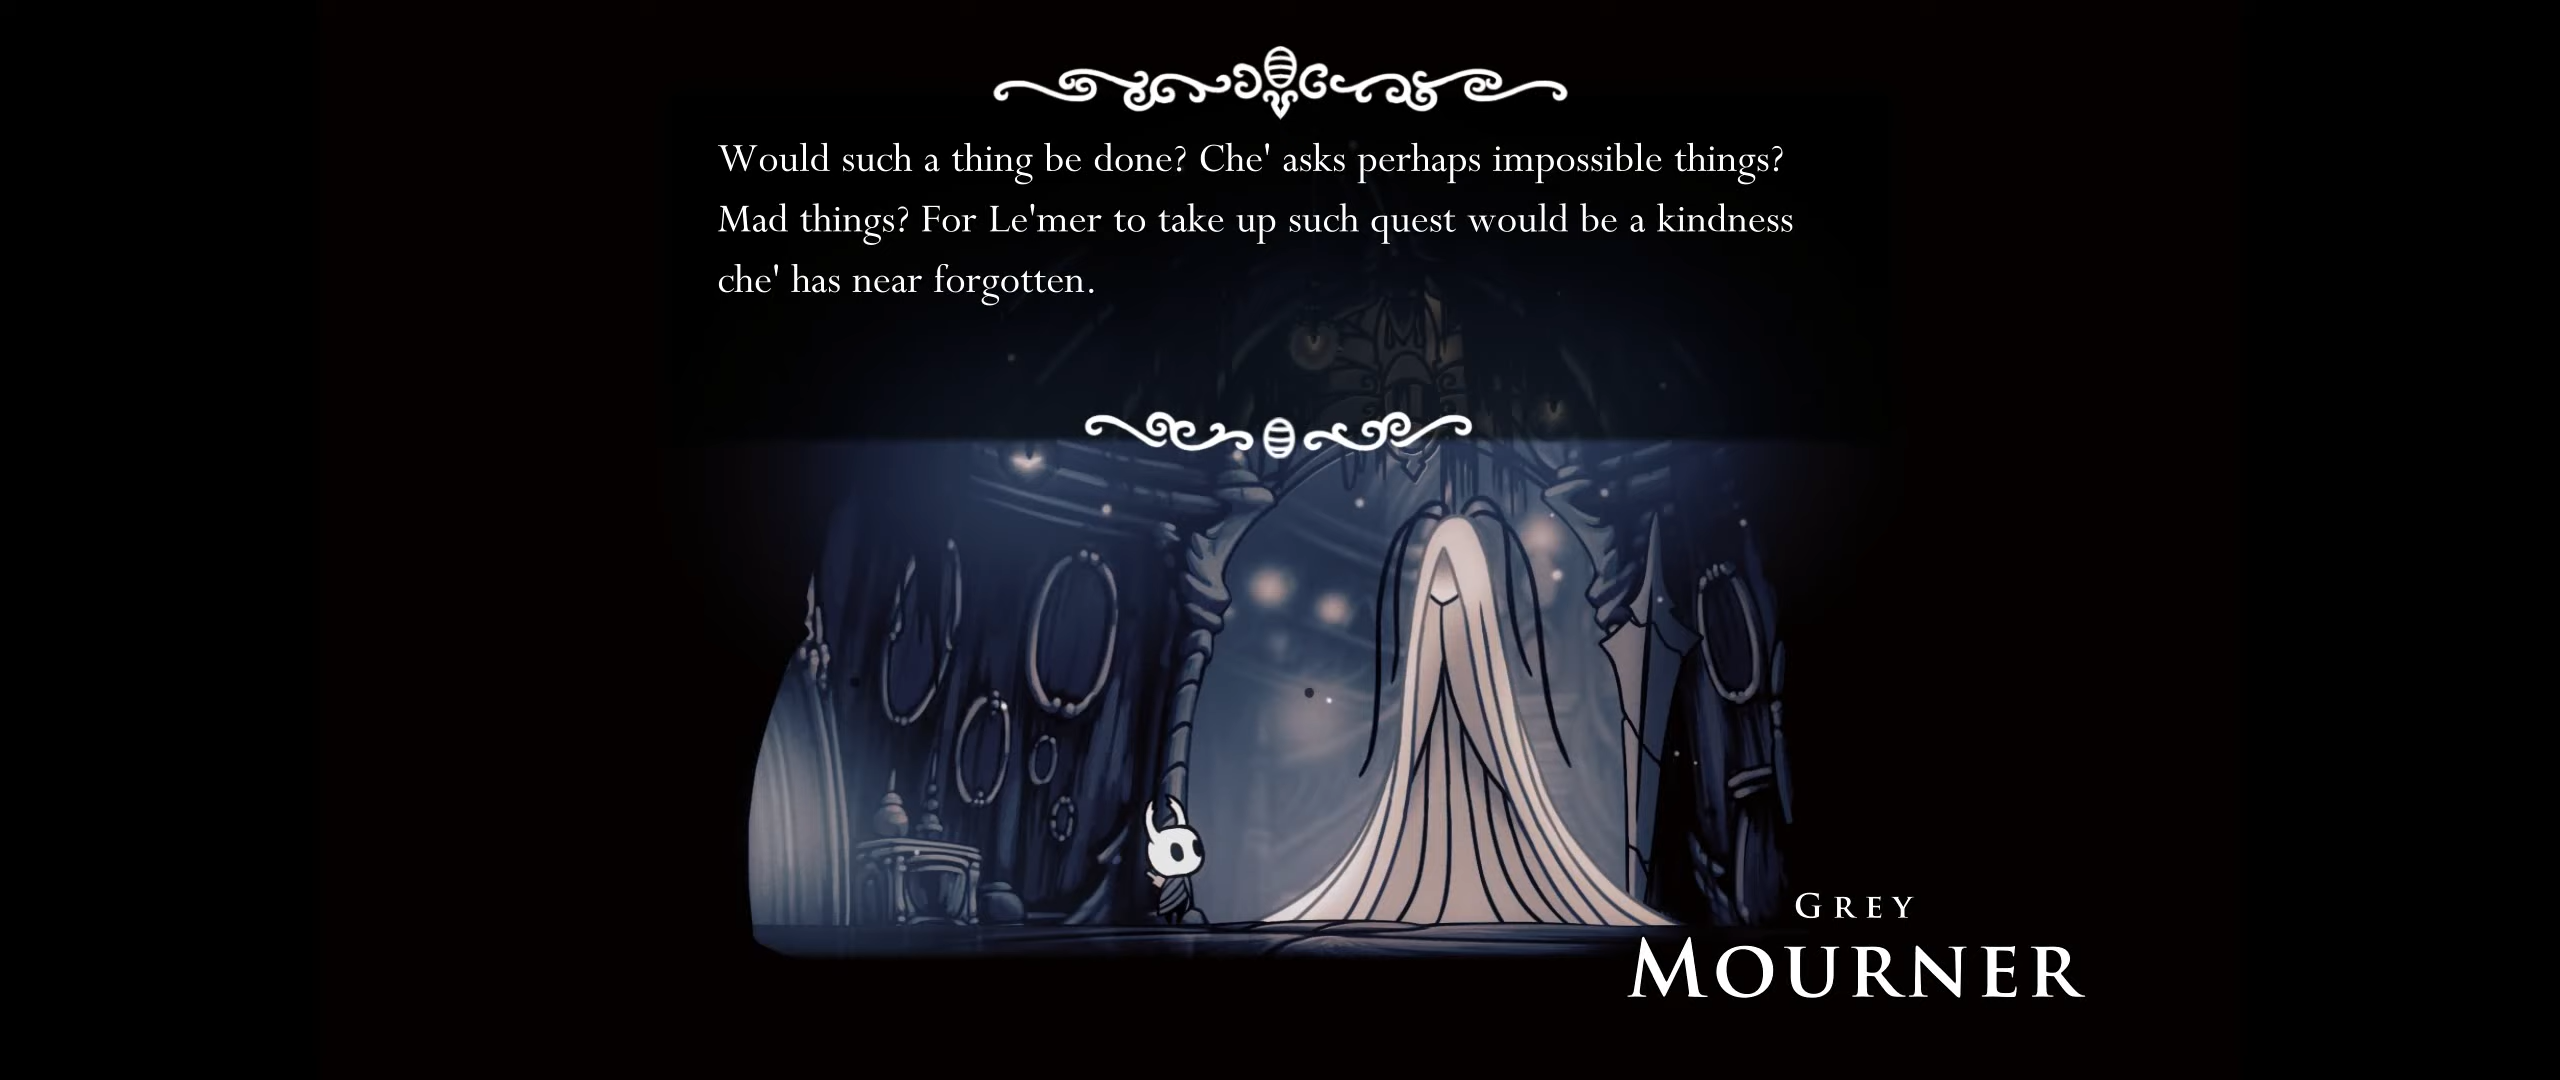 Would such a thing be done? Che' asks perhaps impossible things?
Mad things? For Le'mer to take up such quest would be a kindness
che' has near forgotten.
GREY
MOURNER